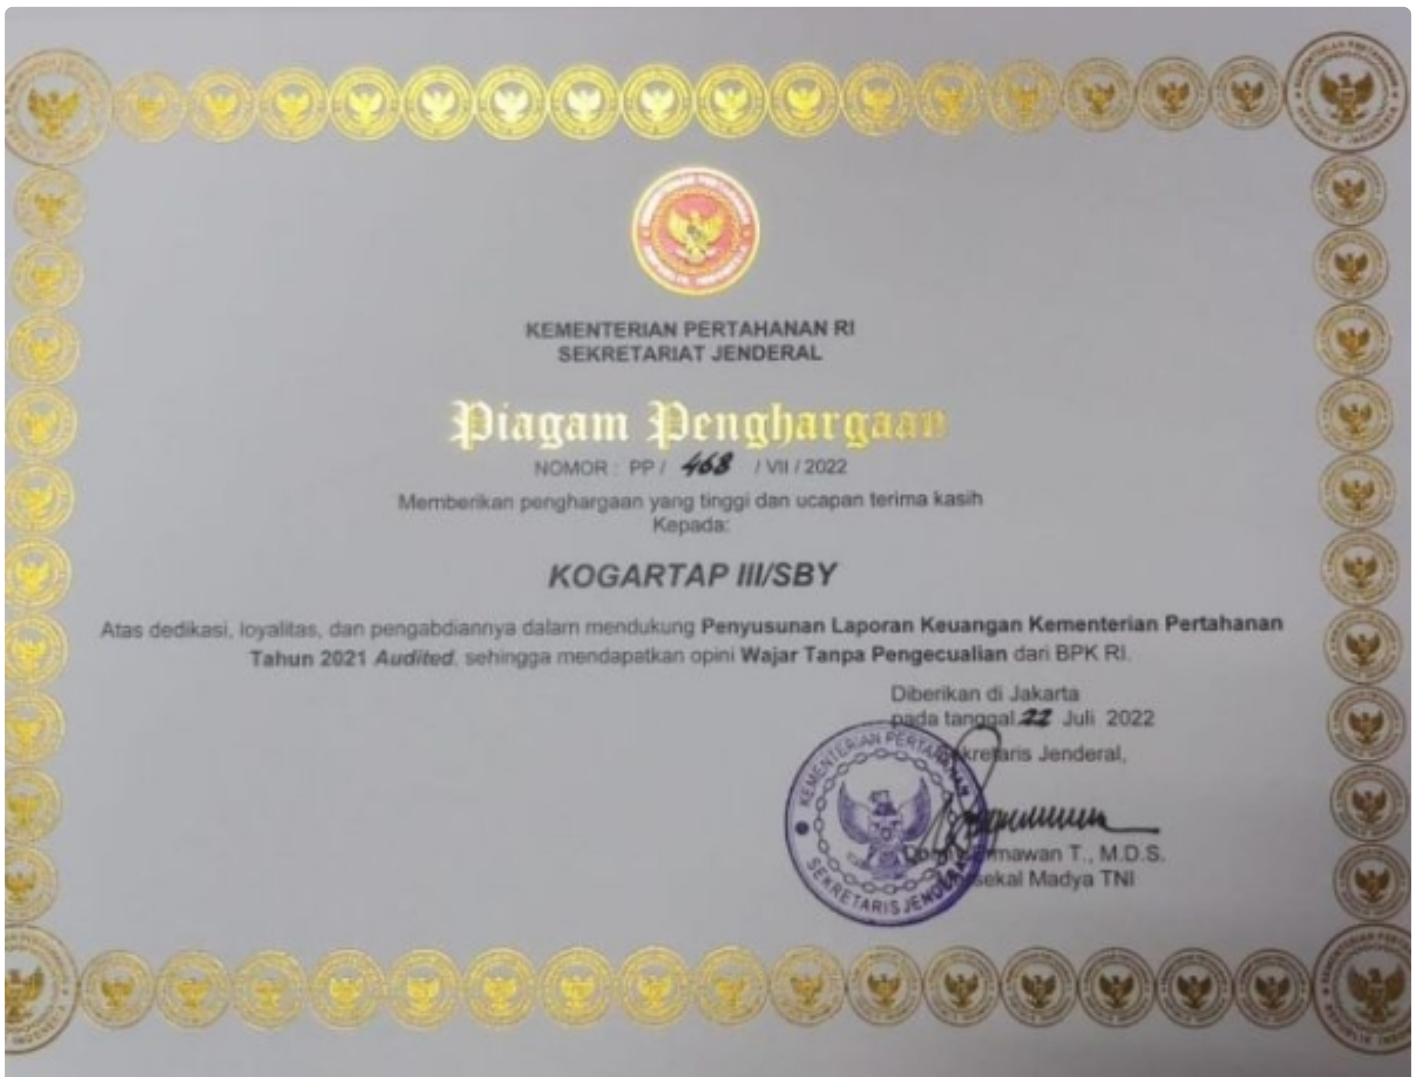 KEMENTERIAN PERTAHANAN RI
SEKRETARIAT JENDERAL
Piagam Penghargaan
NOMOR : PP / 468 / VII / 2022
Memberikan penghargaan yang tinggi dan ucapan terima kasih
Kepada:
KOGARTAP III/SBY
Atas dedikasi, loyalitas, dan pengabdiannya dalam mendukung Penyusunan Laporan Keuangan Kementerian Pertahanan
Tahun 2021 Audited, sehingga mendapatkan opini Wajar Tanpa Pengecualian dari BPK RI.
Diberikan di Jakarta
pada tanggal 22 Juli 2022
Jenderal,
KEMENTERIAN PERTAHANAN
SEKRETARIS JENDERAL
T., M.D.S.
Madya TNI